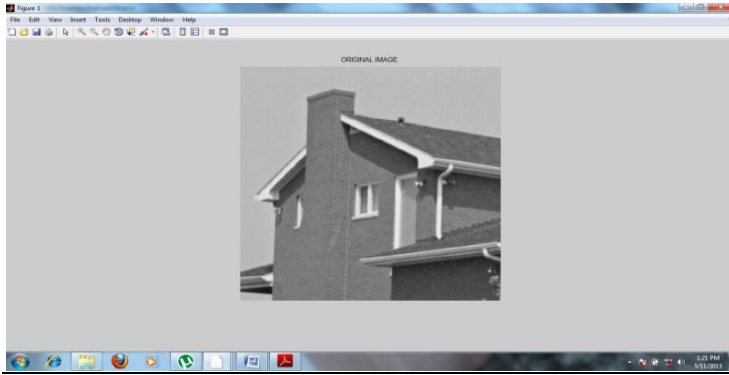 Figure 1
File Edit View Insert Tools Desktop Window Help
ORIGINAL IMAGE
1:21 PM
5/11/2013